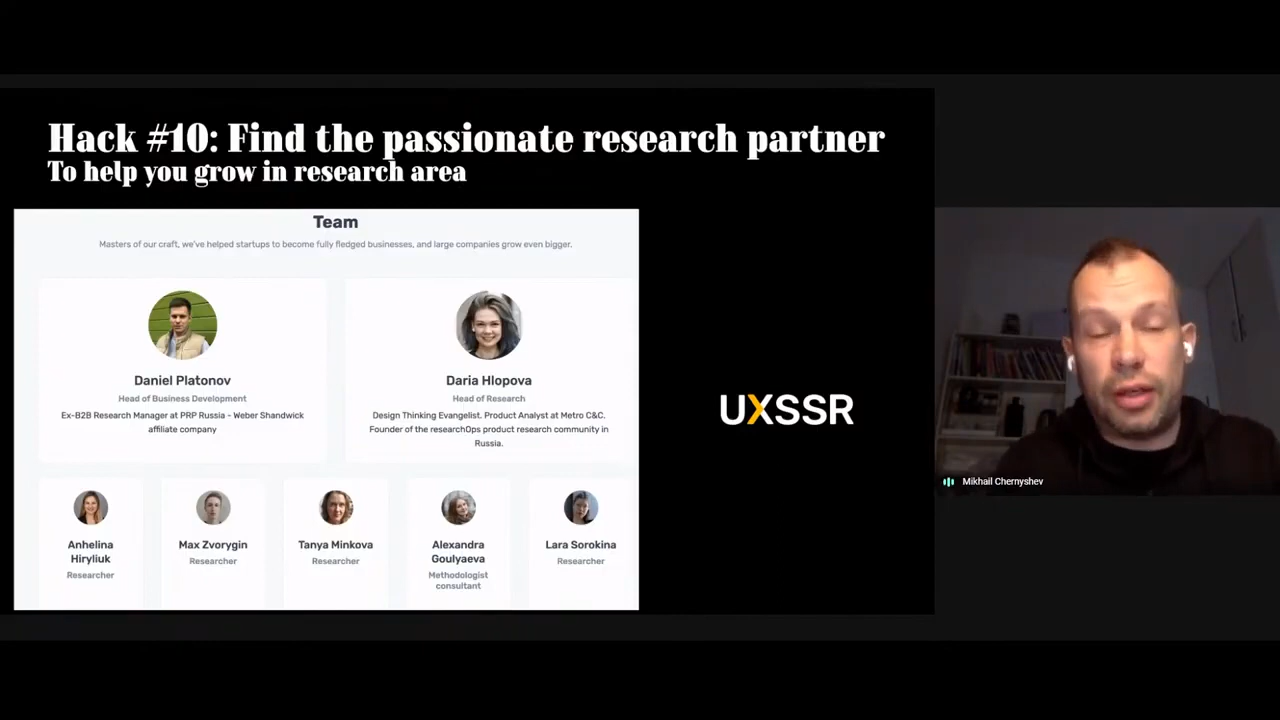 Hack #10: Find the passionate research partner
To help you grow in research area
Team
Masters of our craft, we've helped startups to become fully fledged businesses, and large companies grow even bigger.
Daniel Platonov
Head of Business Development
Ex-B2B Research Manager at PRP Russia - Weber Shandwick
affiliate company
Daria Hlopova
Head of Research
Design Thinking Evangelist. Product Analyst at Metro C&C.
Founder of the researchOps product research community in
Russia.
Anhelina
Hiryliuk
Researcher
Max Zvorygin
Researcher
Tanya Minkova
Researcher
Alexandra
Goulyaeva
Methodologist
consultant
Lara Sorokina
Researcher
UXSSR
Mikhail Chernyshev